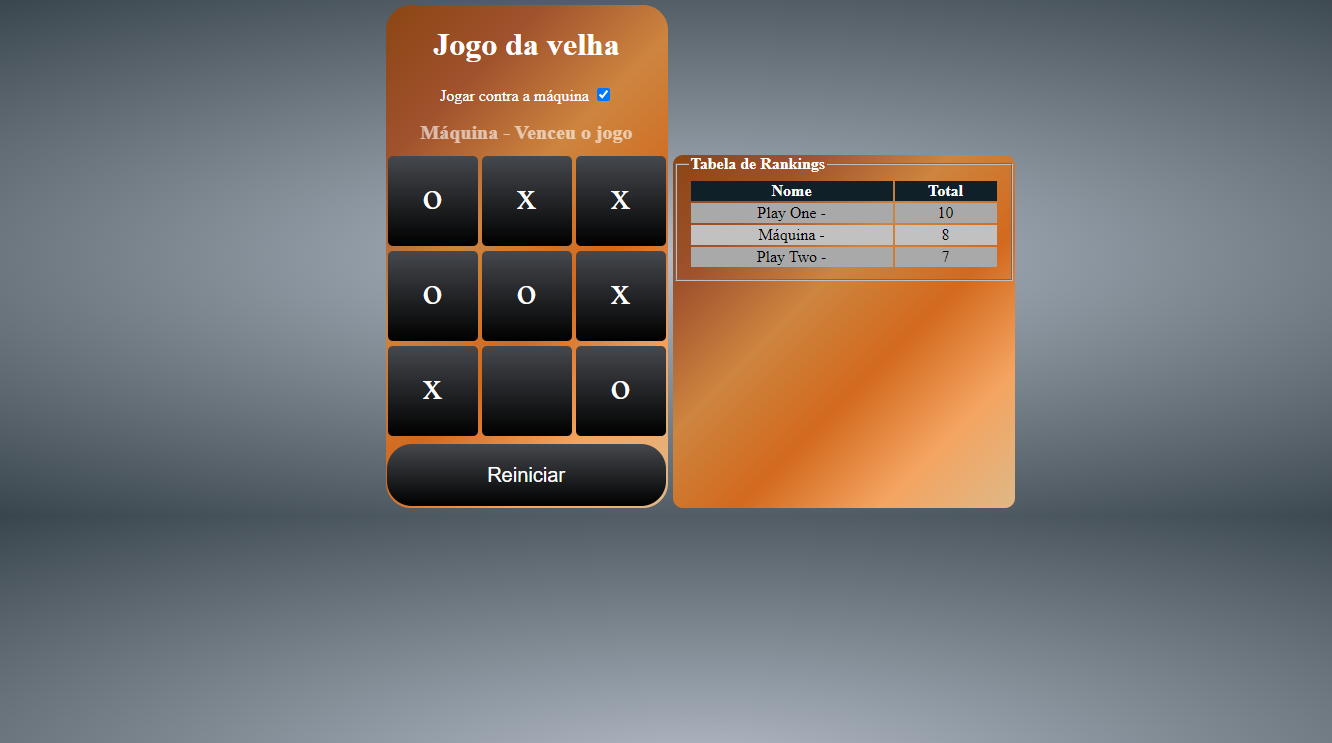 Jogo da velha
Jogar contra a máquina
Máquina - Venceu o jogo
O X X
O O X
X O
Reiniciar
Tabela de Rankings
Nome Total
Play One - 10
Máquina - 8
Play Two - 7